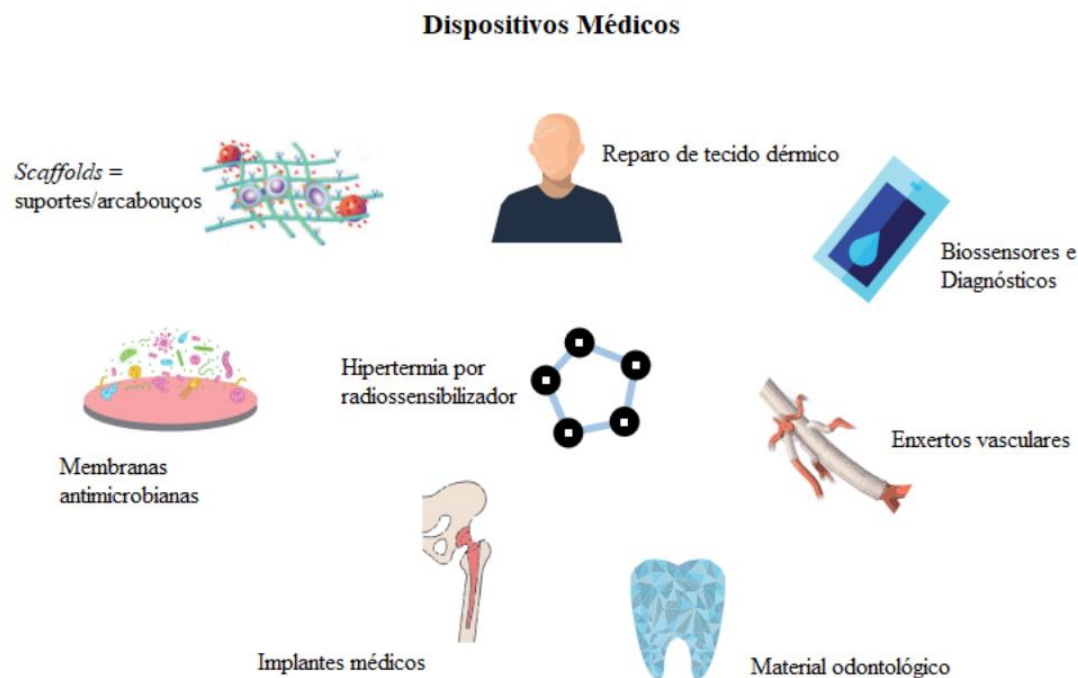 Dispositivos Médicos
Scaffolds =
suportes/arcabouços
Reparo de tecido dérmico
Biossensores e
Diagnósticos
Hipertermia por
radiossensibilizador
Enxertos vasculares
Membranas
antimicrobianas
Implantes médicos
Material odontológico